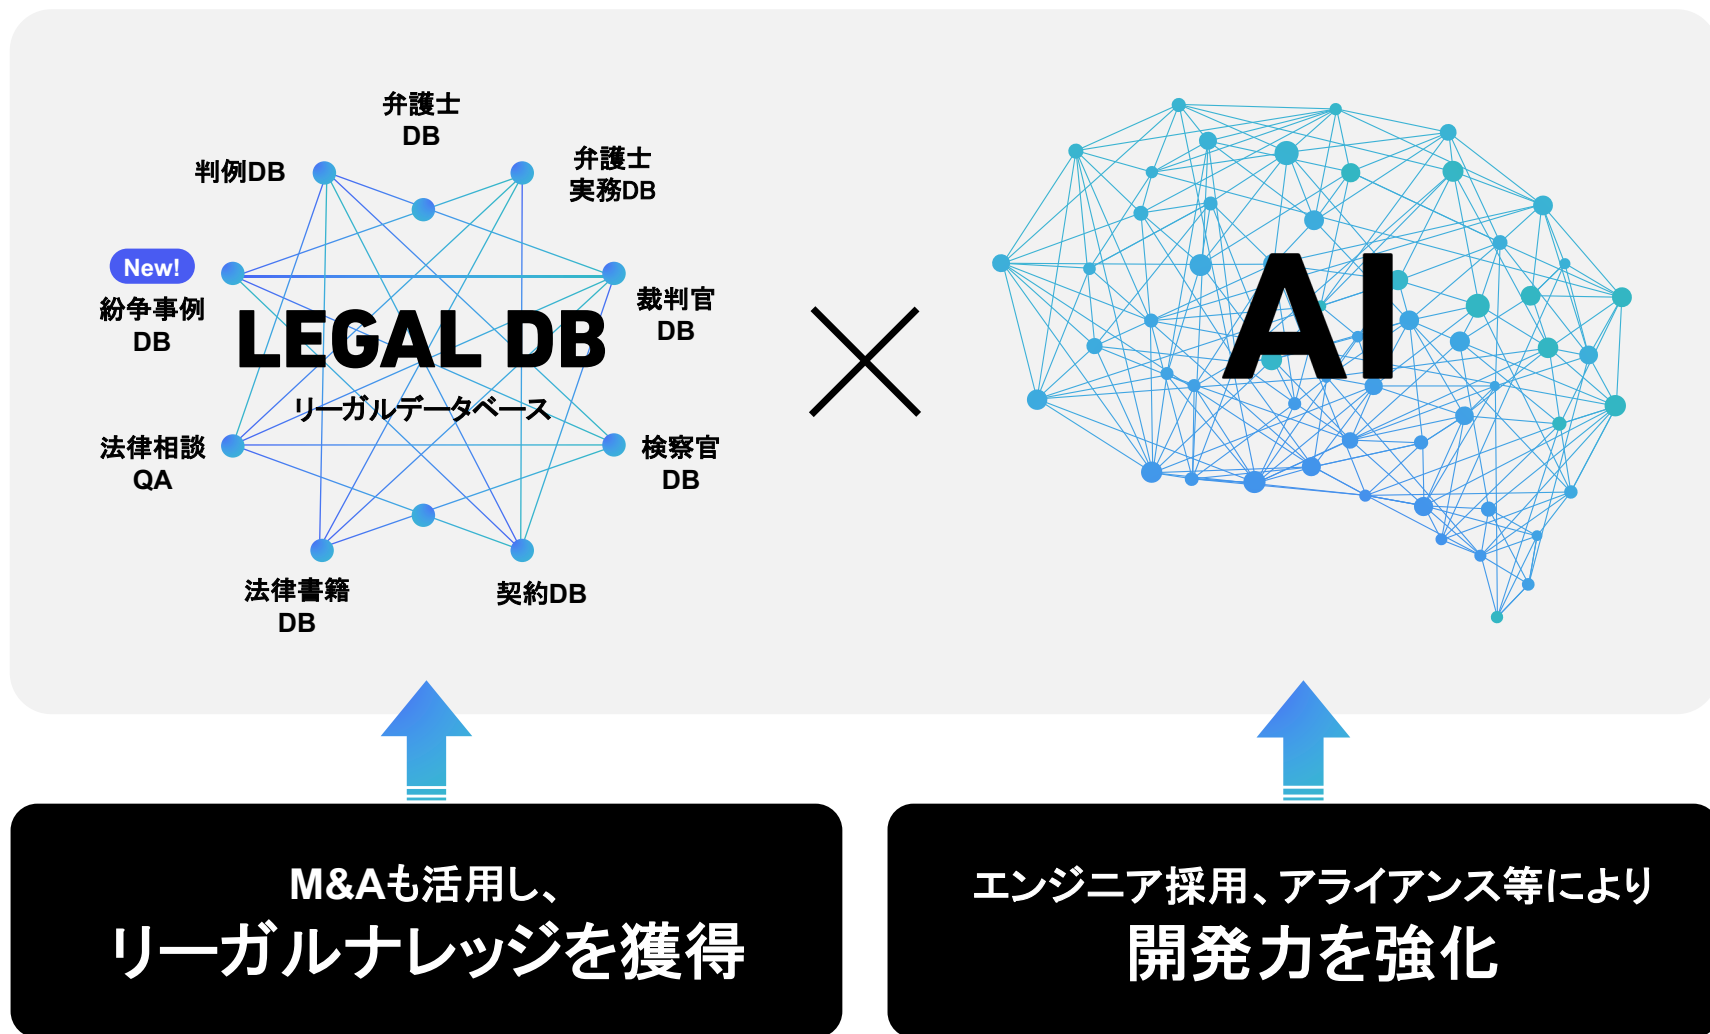 弁護士
DB
判例DB
弁護士
実務DB
New!
紛争事例
DB
裁判官
DB
LEGAL DB
リーガルデータベース
法律相談
QA
検察官
DB
法律書籍
DB
契約DB
AI
M&Aも活用し、
リーガルナレッジを獲得
エンジニア採用、アライアンス等により
開発力を強化